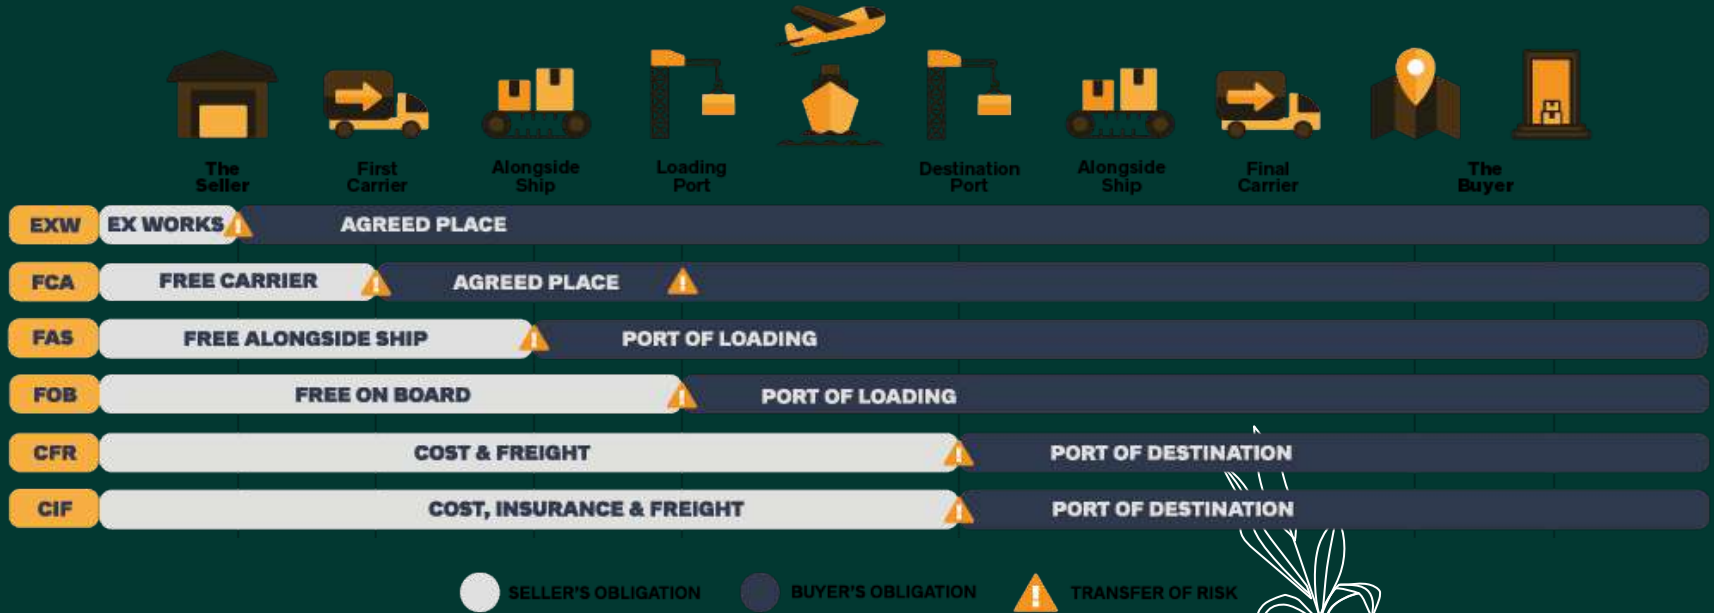 The
Seller
First
Carrier
Alongside
Ship
Loading
Port
Destination
Port
Alongside
Ship
Final
Carrier
The
Buyer
EXW EX WORKS AGREED PLACE
FCA FREE CARRIER AGREED PLACE
FAS FREE ALONGSIDE SHIP PORT OF LOADING
FOB FREE ON BOARD PORT OF LOADING
CFR COST & FREIGHT PORT OF DESTINATION
CIF COST, INSURANCE & FREIGHT PORT OF DESTINATION
SELLER'S OBLIGATION BUYER'S OBLIGATION TRANSFER OF RISK